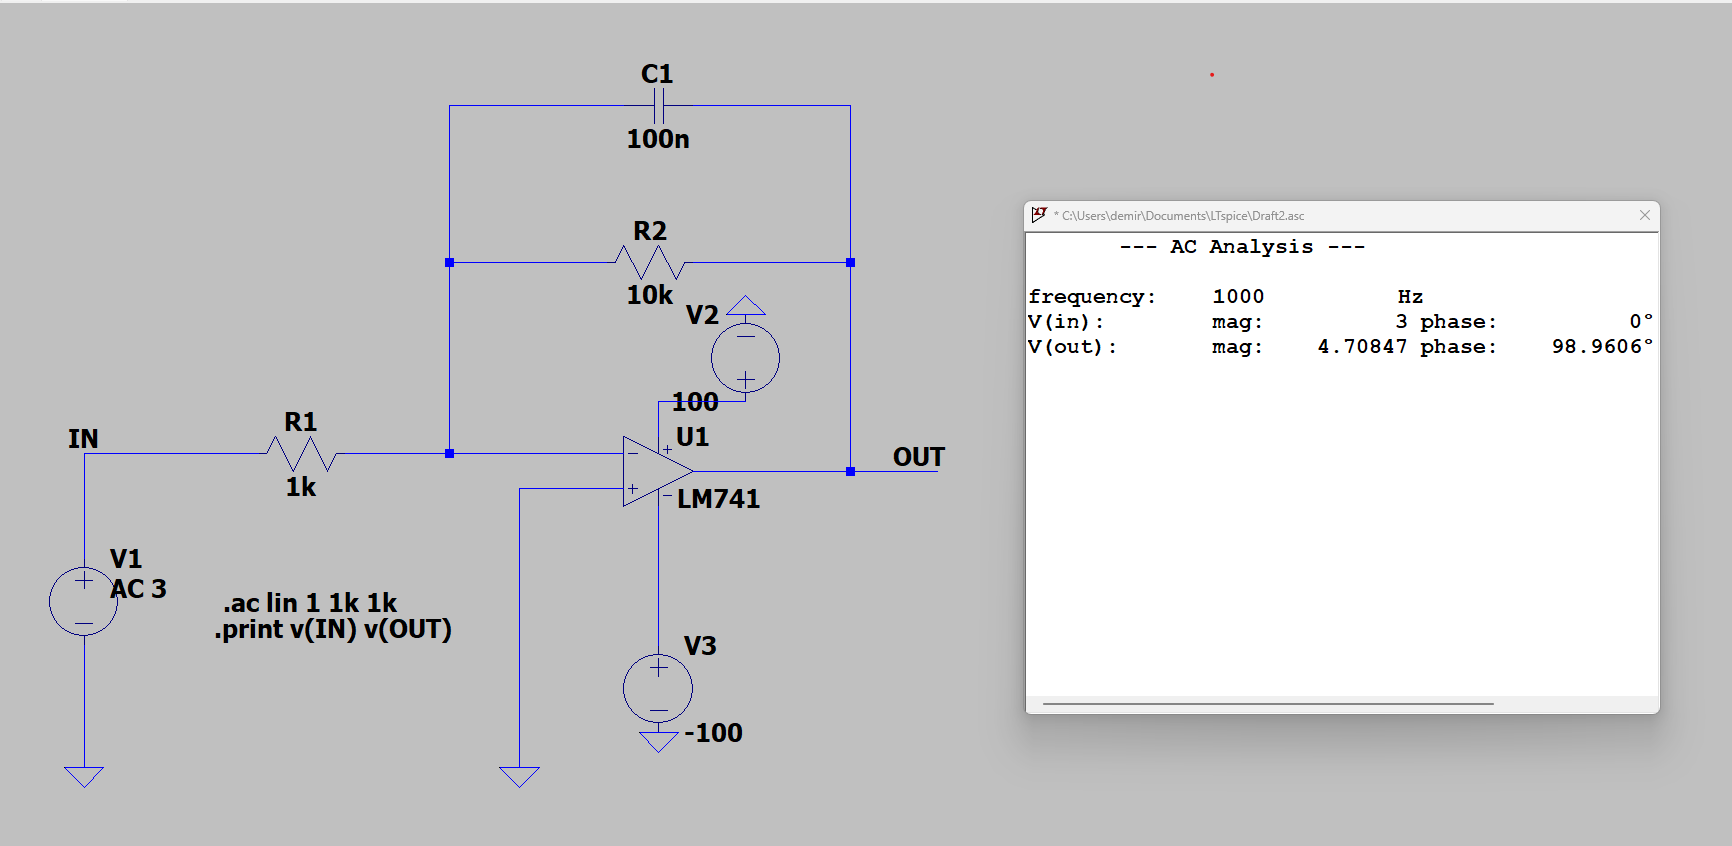 C1
100n
R2
10k
V2
100
U1
LM741
OUT
IN
R1
1k
V1
AC 3
.ac lin 1 1k 1k
.print v(IN) v(OUT)
V3
-100
* C:\Users\demir\Documents\LTspice\Draft2.asc
--- AC Analysis ---
frequency: 1000 Hz
V(in): mag: 3 phase: 0°
V(out): mag: 4.70847 phase: 98.9606°